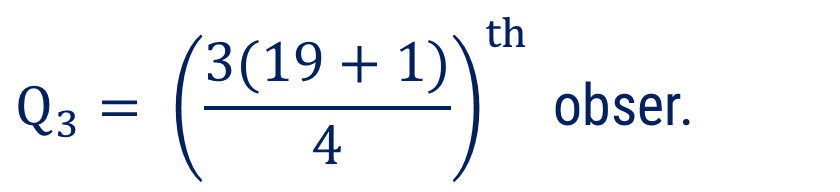 Q₃ = (3(19 + 1)/4)ᵗʰ obser.